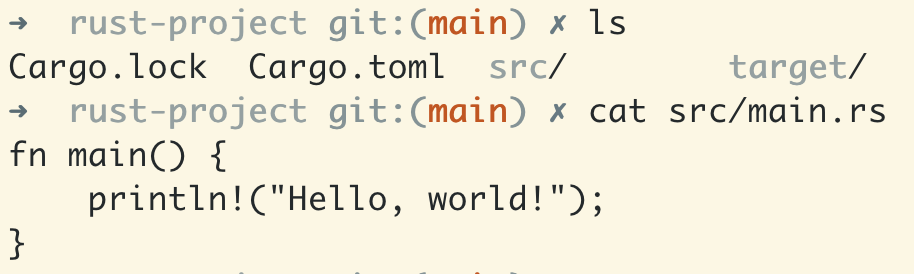 ➜  rust-project git:(main) ✗ ls
Cargo.lock  Cargo.toml  src/        target/
➜  rust-project git:(main) ✗ cat src/main.rs
fn main() {
    println!("Hello, world!");
}